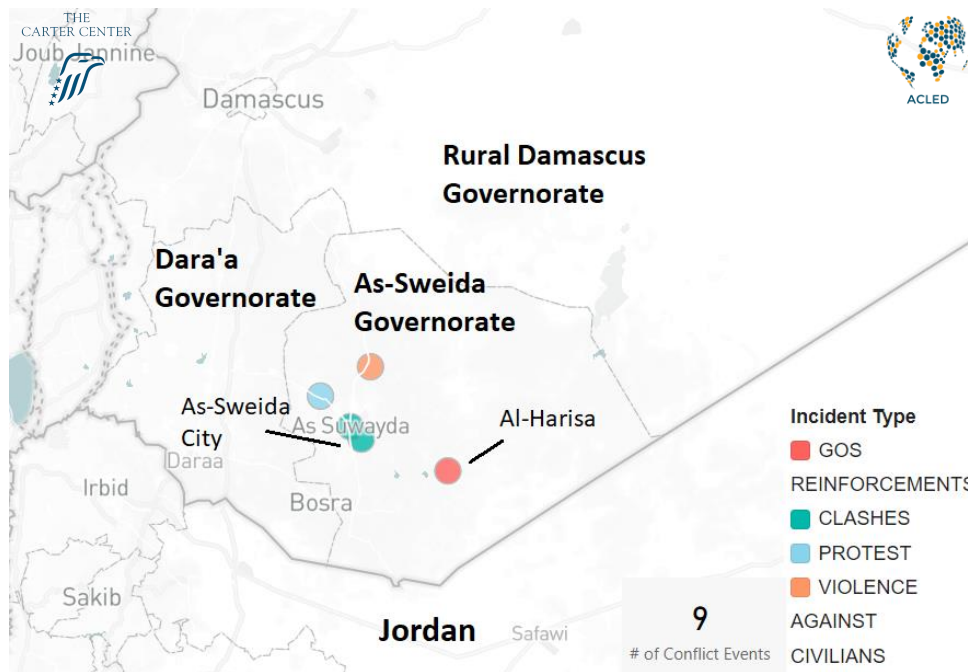 THE
CARTER CENTER
Joub Jannine
ACLED
Damascus
Rural Damascus
Governorate
Dara'a
Governorate
As-Sweida
Governorate
As-Sweida
City
As Suwayda
Al-Harisa
Daraa
Irbid
Bosra
Sakib
Jordan
Safawi
9
# of Conflict Events
Incident Type
GOS
REINFORCEMENTS
CLASHES
PROTEST
VIOLENCE
AGAINST
CIVILIANS